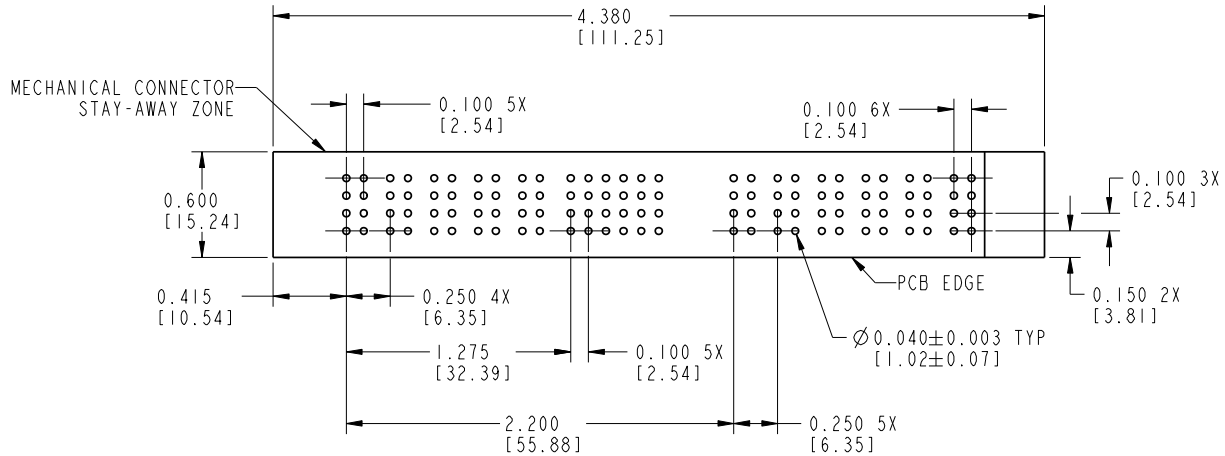 4.380
[111.25]
MECHANICAL CONNECTOR
STAY-AWAY ZONE
0.100 5X
[2.54]
0.100 6X
[2.54]
0.600
[15.24]
0.100 3X
[2.54]
0.415
[10.54]
0.250 4X
[6.35]
PCB EDGE
0.150 2X
[3.81]
1.275
[32.39]
0.100 5X
[2.54]
Ø0.040±0.003 TYP
[1.02±0.07]
2.200
[55.88]
0.250 5X
[6.35]